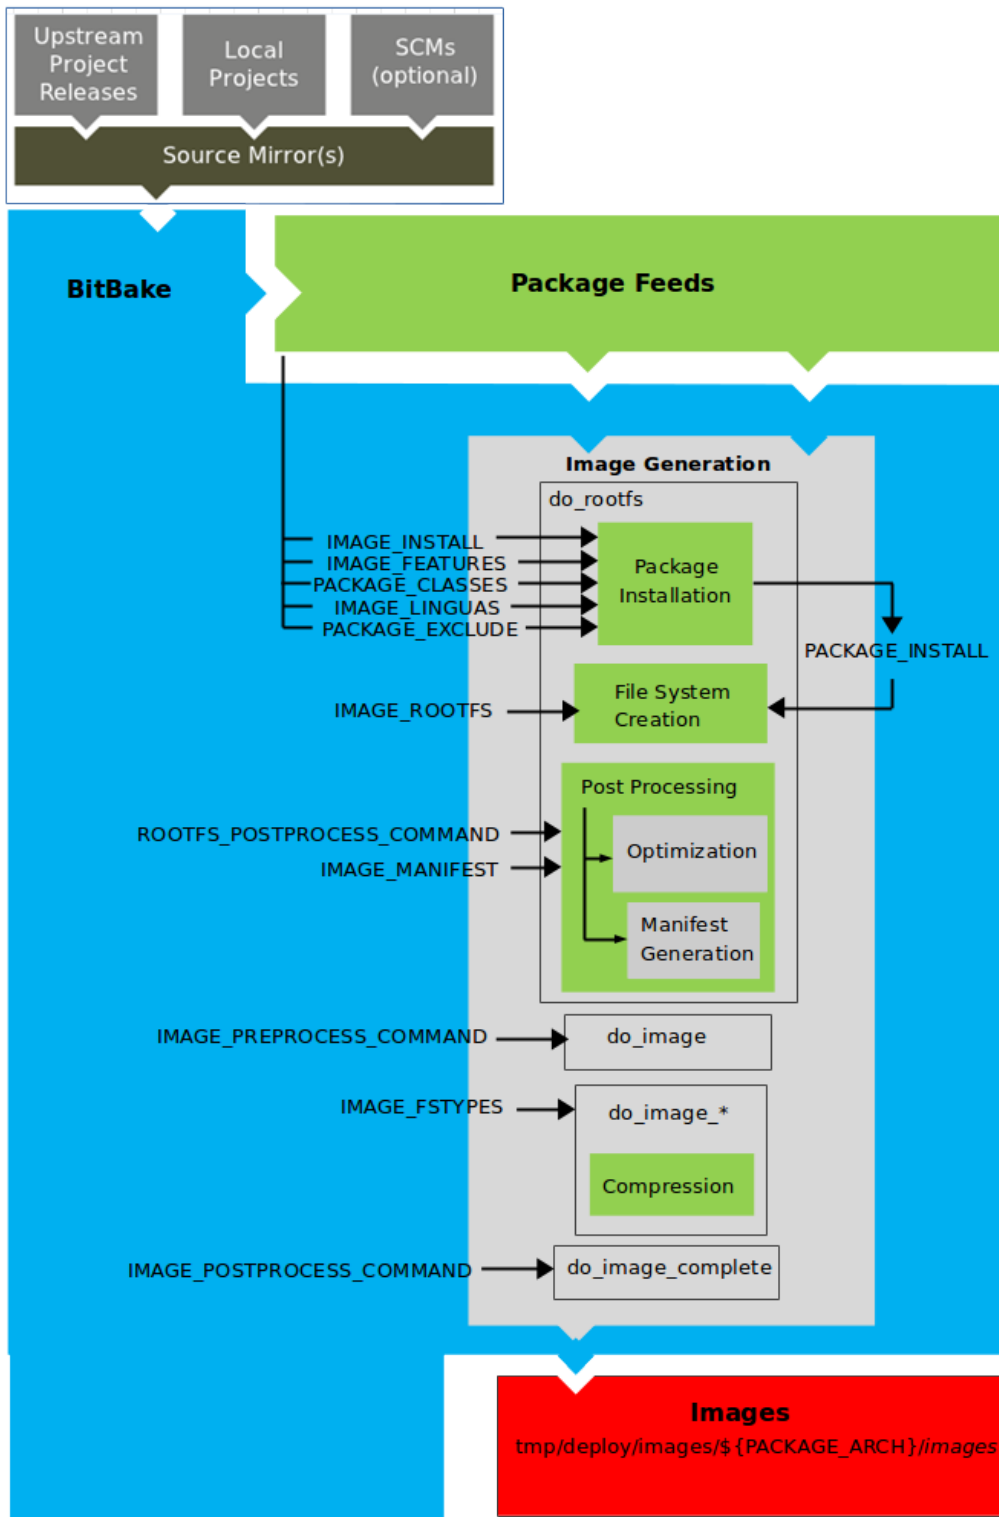 Upstream
Project
Releases
Local
Projects
SCMs
(optional)
Source Mirror(s)
BitBake
Package Feeds
Image Generation
do_rootfs
IMAGE_INSTALL
IMAGE_FEATURES
PACKAGE_CLASSES
IMAGE_LINGUAS
PACKAGE_EXCLUDE
Package
Installation
PACKAGE_INSTALL
IMAGE_ROOTFS
File System
Creation
Post Processing
ROOTFS_POSTPROCESS_COMMAND
IMAGE_MANIFEST
Optimization
Manifest
Generation
IMAGE_PREPROCESS_COMMAND
do_image
IMAGE_FSTYPES
do_image_*
Compression
IMAGE_POSTPROCESS_COMMAND
do_image_complete
Images
tmp/deploy/images/${PACKAGE_ARCH}/images